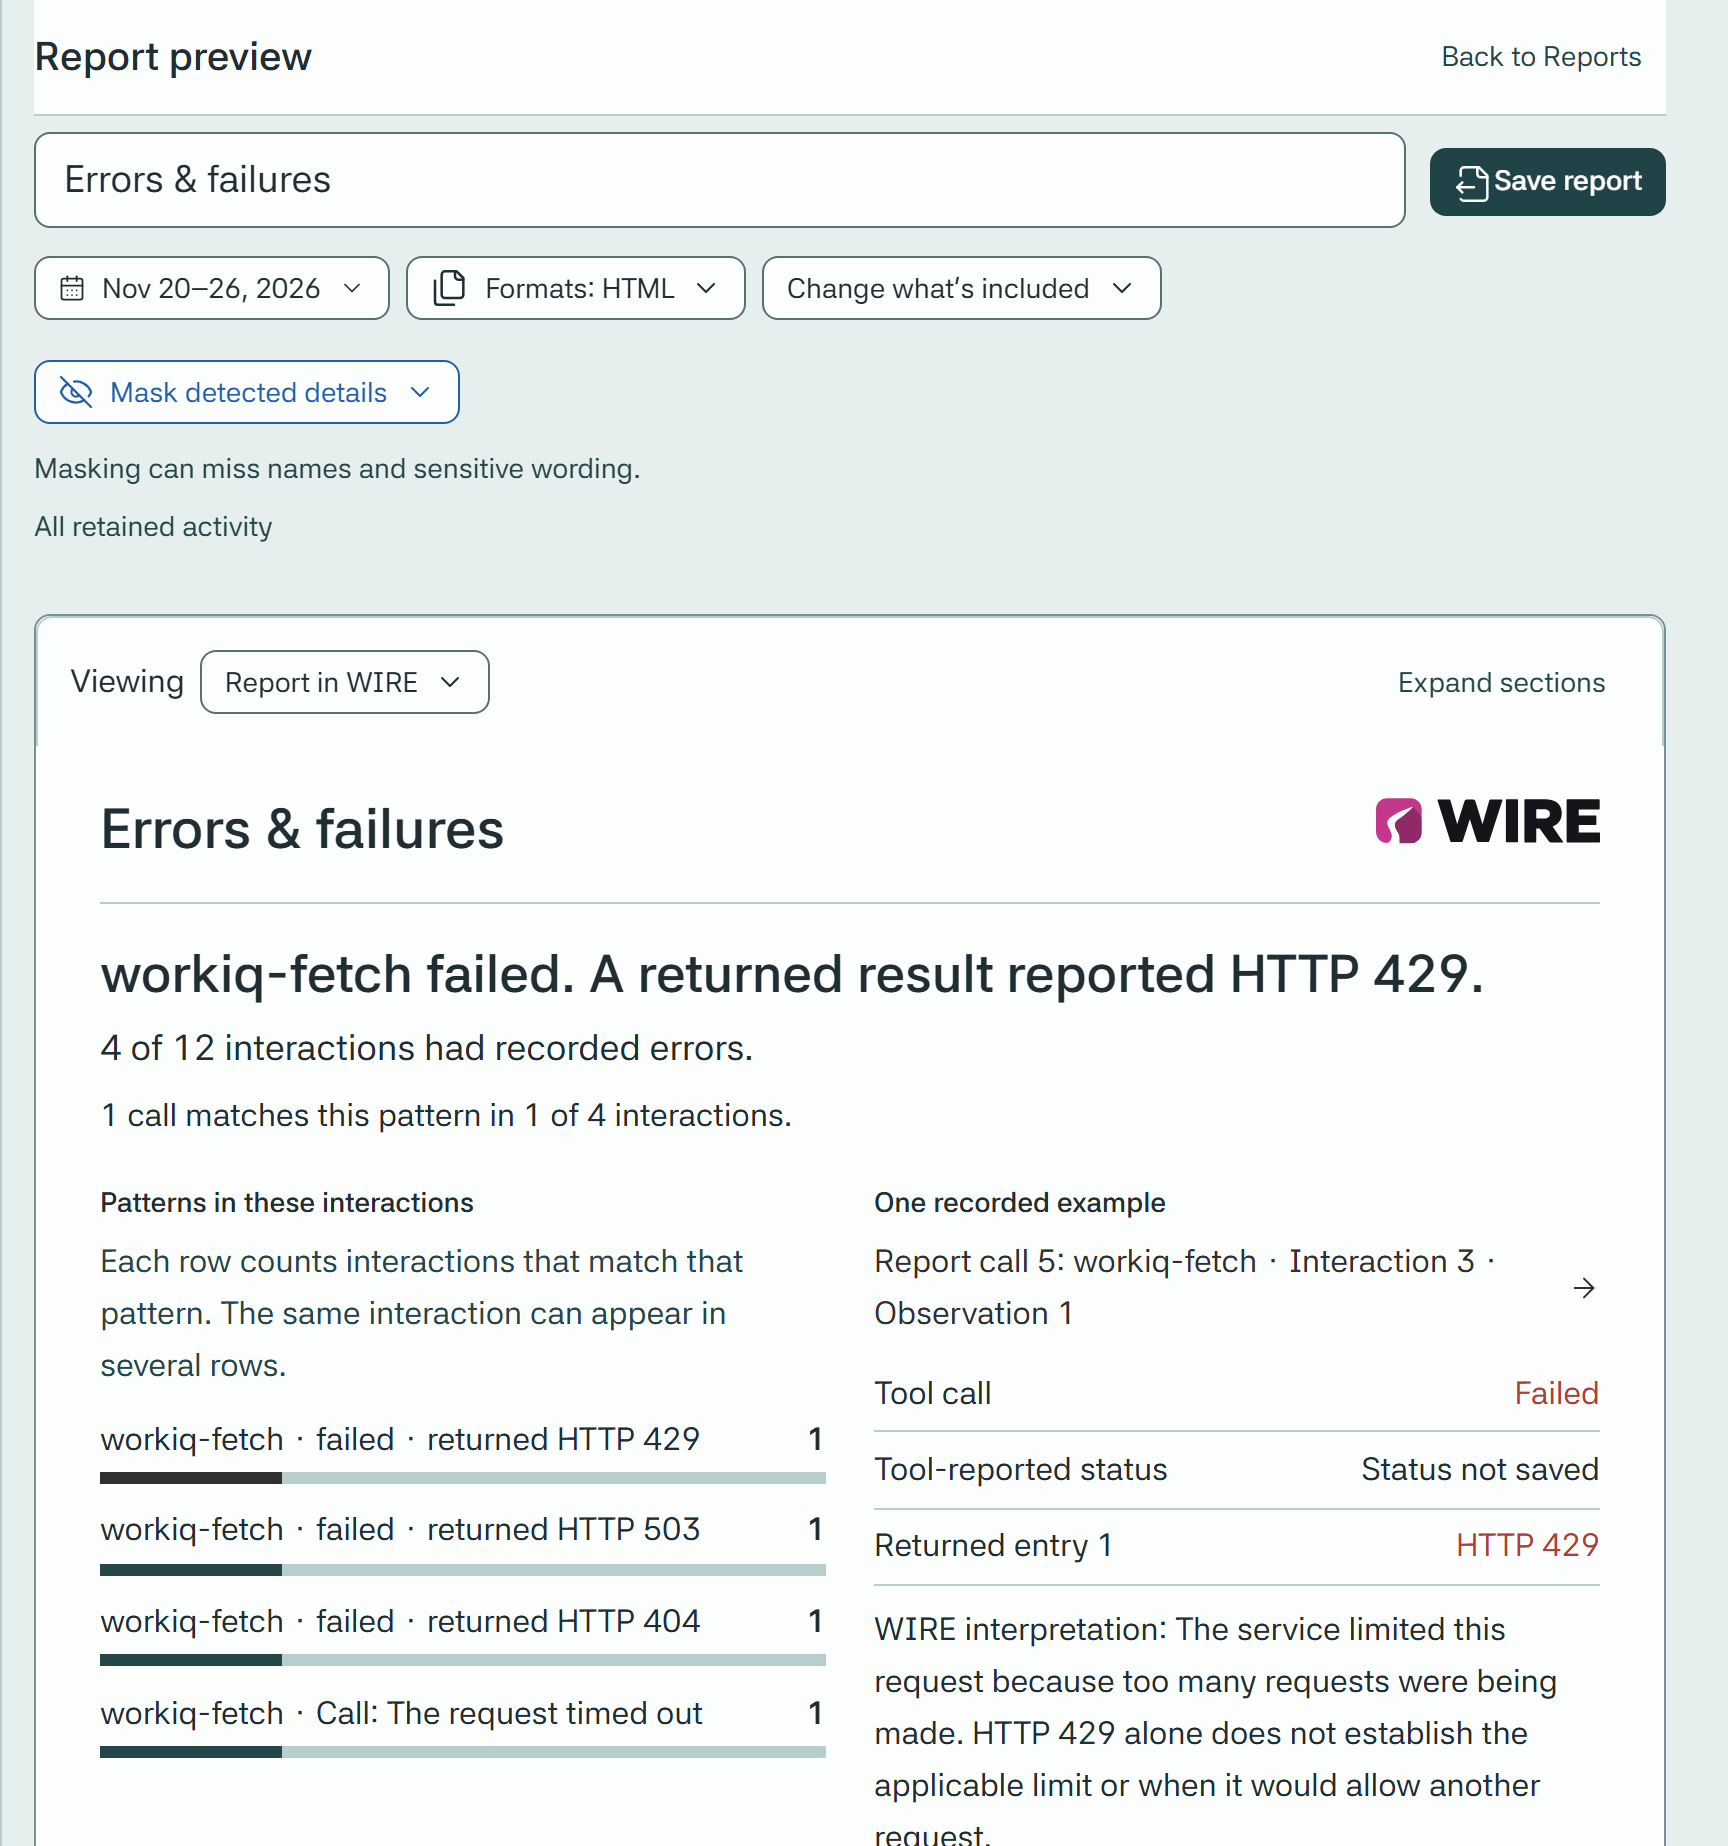 Report preview
Back to Reports
Errors & failures
Save report
Nov 20–26, 2026
Formats: HTML
Change what’s included
Mask detected details
Masking can miss names and sensitive wording.
All retained activity
Viewing
Report in WIRE
Expand sections
Errors & failures
WIRE
workiq-fetch failed. A returned result reported HTTP 429.
4 of 12 interactions had recorded errors.
1 call matches this pattern in 1 of 4 interactions.
Patterns in these interactions
Each row counts interactions that match that
pattern. The same interaction can appear in
several rows.
workiq-fetch · failed · returned HTTP 429 1
workiq-fetch · failed · returned HTTP 503 1
workiq-fetch · failed · returned HTTP 404 1
workiq-fetch · Call: The request timed out 1
One recorded example
Report call 5: workiq-fetch · Interaction 3 ·
Observation 1
Tool call Failed
Tool-reported status Status not saved
Returned entry 1 HTTP 429
WIRE interpretation: The service limited this
request because too many requests were being
made. HTTP 429 alone does not establish the
applicable limit or when it would allow another
request.